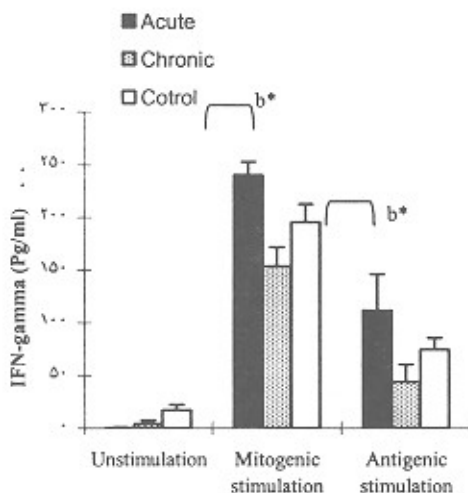 Acute
Chronic
Cotrol
b*
b*
IFN-gamma (Pg/ml)
۳۰۰
۲۵۰
۲۰۰
۱۵۰
۱۰۰
۵۰
۰
Unstimulation
Mitogenic
stimulation
Antigenic
stimulation